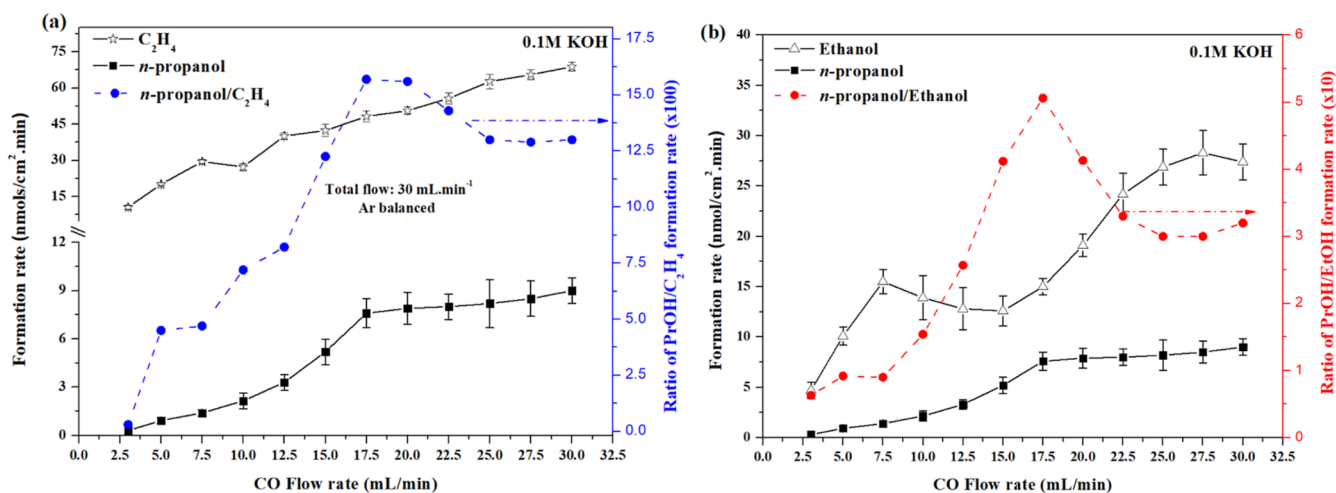 (a)
C₂H₄
n-propanol
n-propanol/C₂H₄
0.1M KOH
Total flow: 30 mL.min⁻¹
Ar balanced
Formation rate (nmols/cm².min)
75
60
45
30
15
12
9
6
3
0
17.5
15.0
12.5
10.0
7.5
5.0
2.5
0.0
Ratio of PrOH/C₂H₄ formation rate (x100)
0.0 2.5 5.0 7.5 10.0 12.5 15.0 17.5 20.0 22.5 25.0 27.5 30.0 32.5
CO Flow rate (mL/min)
(b)
Ethanol
n-propanol
n-propanol/Ethanol
0.1M KOH
Formation rate (nmol/cm².min)
40
35
30
25
20
15
10
5
0
6
5
4
3
2
1
0
Ratio of PrOH/EtOH formation rate (x10)
0.0 2.5 5.0 7.5 10.0 12.5 15.0 17.5 20.0 22.5 25.0 27.5 30.0 32.5
CO Flow rate (mL/min)